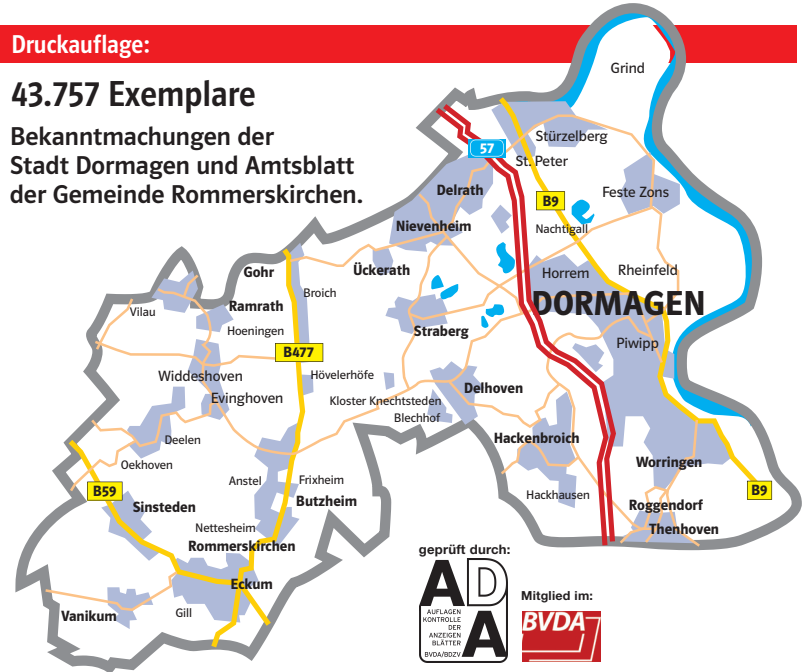 Druckauflage:
43.757 Exemplare
Bekanntmachungen der
Stadt Dormagen und Amtsblatt
der Gemeinde Rommerskirchen.
Grind
Stürzelberg
57
St. Peter
Delrath
Feste Zons
B9
Nievenheim
Nachtigall
Gohr
Ückerath
Horrem
Rheinfeld
Broich
Vilau
Ramrath
DORMAGEN
Hoeningen
Straberg
B477
Piwipp
Widdeshoven
Hövelerhöfe
Delhoven
Evinghoven
Kloster Knechtsteden
Blechhof
Deelen
Hackenbroich
Oekhoven
Worringen
Anstel
Frixheim
B59
B9
Hackhausen
Butzheim
Sinsteden
Roggendorf
Nettesheim
Thenhoven
Rommerskirchen
Eckum
Vanikum
Gill
geprüft durch:
ADA
AUFLAGEN
KONTROLLE
DER
ANZEIGEN
BLÄTTER
BVDA/BDZV
Mitglied im:
BVDA